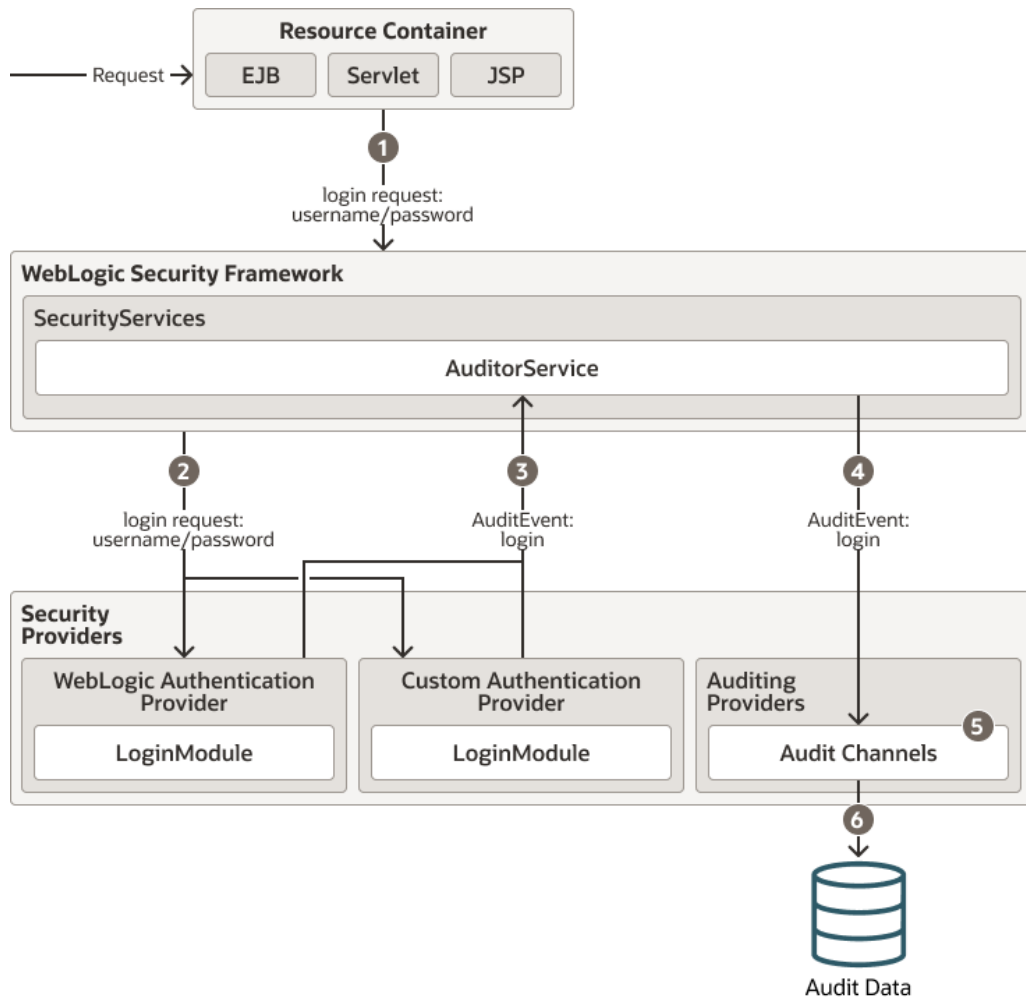 Resource Container
Request
EJB
Servlet
JSP
1
login request:
username/password
WebLogic Security Framework
SecurityServices
AuditorService
2
3
4
login request:
username/password
AuditEvent:
login
AuditEvent:
login
Security
Providers
WebLogic Authentication
Provider
LoginModule
Custom Authentication
Provider
LoginModule
Auditing
Providers
5
Audit Channels
6
Audit Data